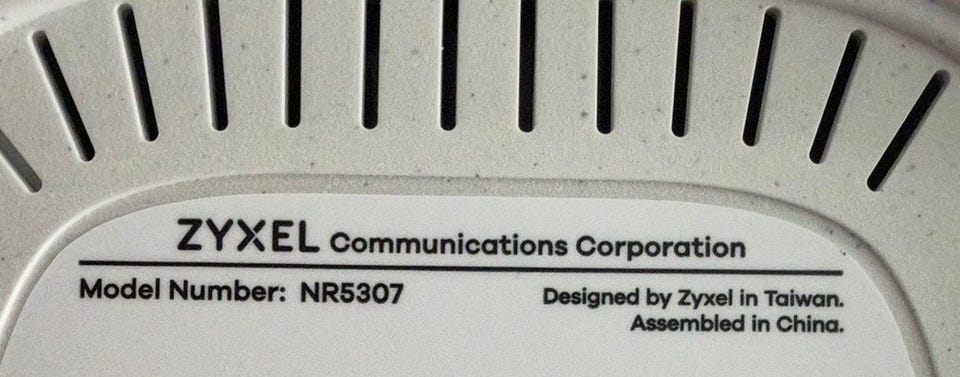 ZYXEL Communications Corporation
Model Number: NR5307
Designed by Zyxel in Taiwan.
Assembled in China.